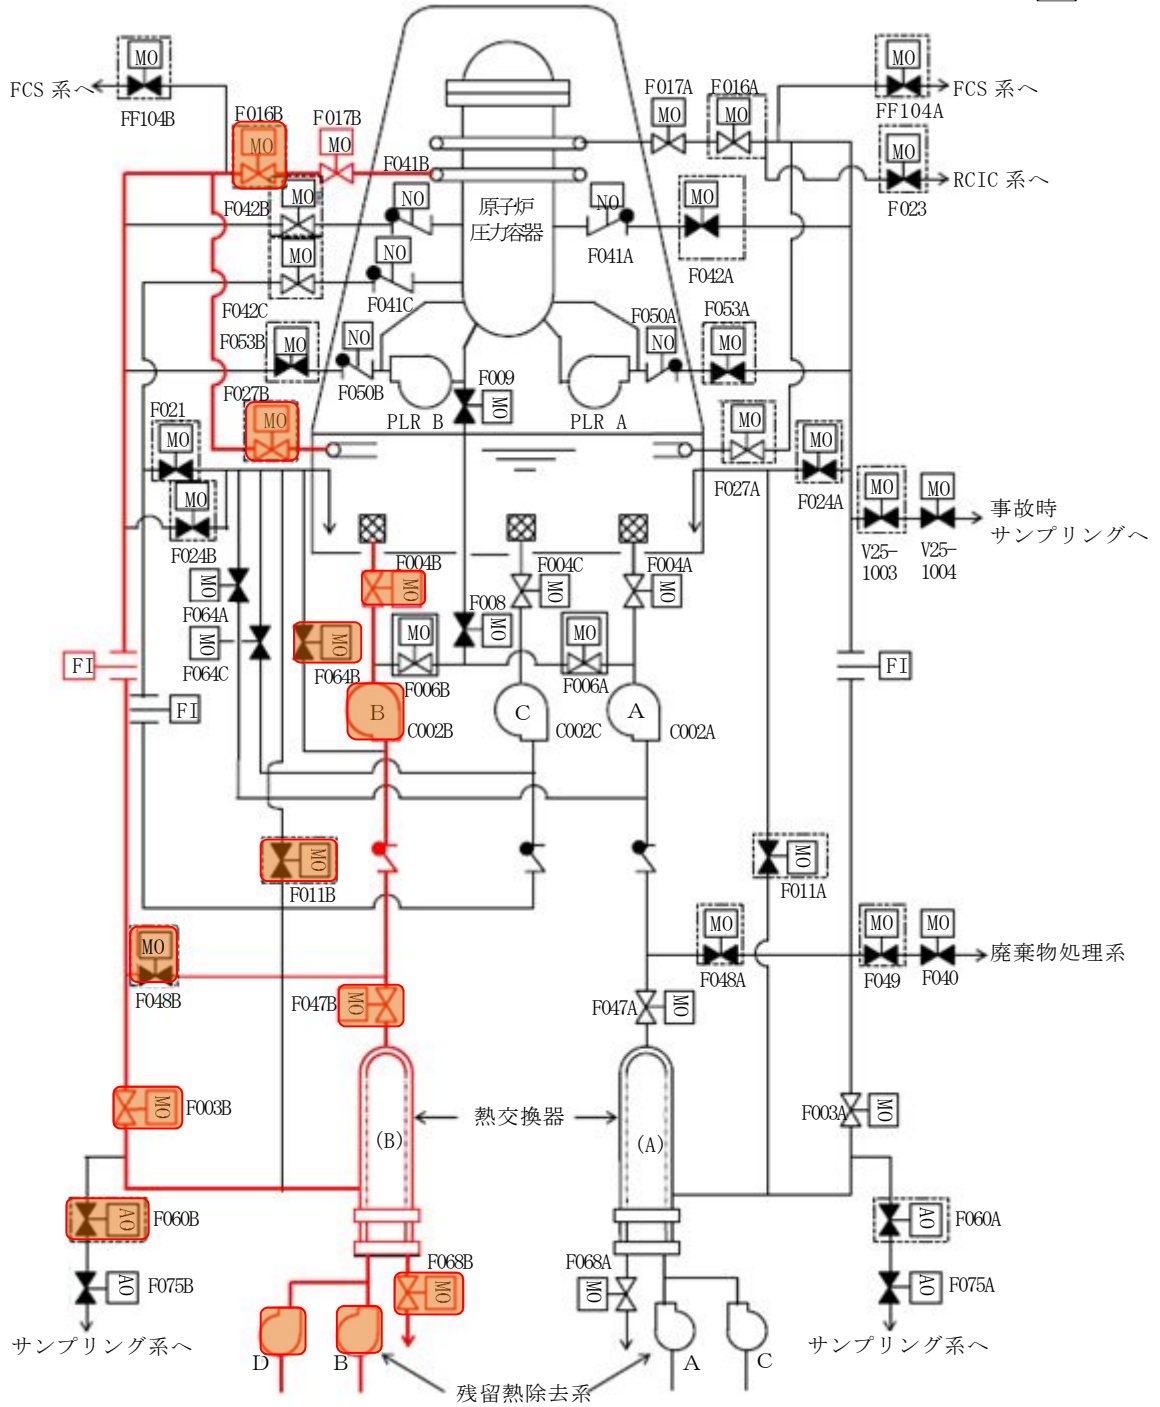 MO
MO
FCS 系へ
FF104B
F016B
F017B
MO
MO
F041B
F017A
F016A
MO
MO
FF104A
FCS 系へ
MO
RCIC 系へ
F023
F042B
MO
NO
原子炉
圧力容器
NO
F041A
MO
F042A
MO
NO
F042C
F041C
F053B
MO
NO
F050B
F050A
NO
F053A
MO
F009
MO
PLR B
PLR A
F027B
MO
F021
MO
MO
F024B
MO
F027A
MO
F024A
MO
MO
V25-
1003
V25-
1004
事故時
サンプリングへ
F004B
MO
F004C
MO
F004A
MO
MO
F064A
MO
F064C
MO
F064B
MO
F006B
F008
MO
MO
F006A
FI
FI
FI
B
C002B
C
C002C
A
C002A
MO
F011B
MO
F011A
MO
F048B
MO
F048A
MO
F049
MO
F040
廃棄物処理系
F047B
MO
F047A
MO
MO
F003B
熱交換器
(B)
(A)
F003A
MO
AO
F060B
AO
F060A
AO
F075B
AO
F075A
F068B
MO
F068A
MO
サンプリング系へ
サンプリング系へ
D
B
A
C
残留熱除去系